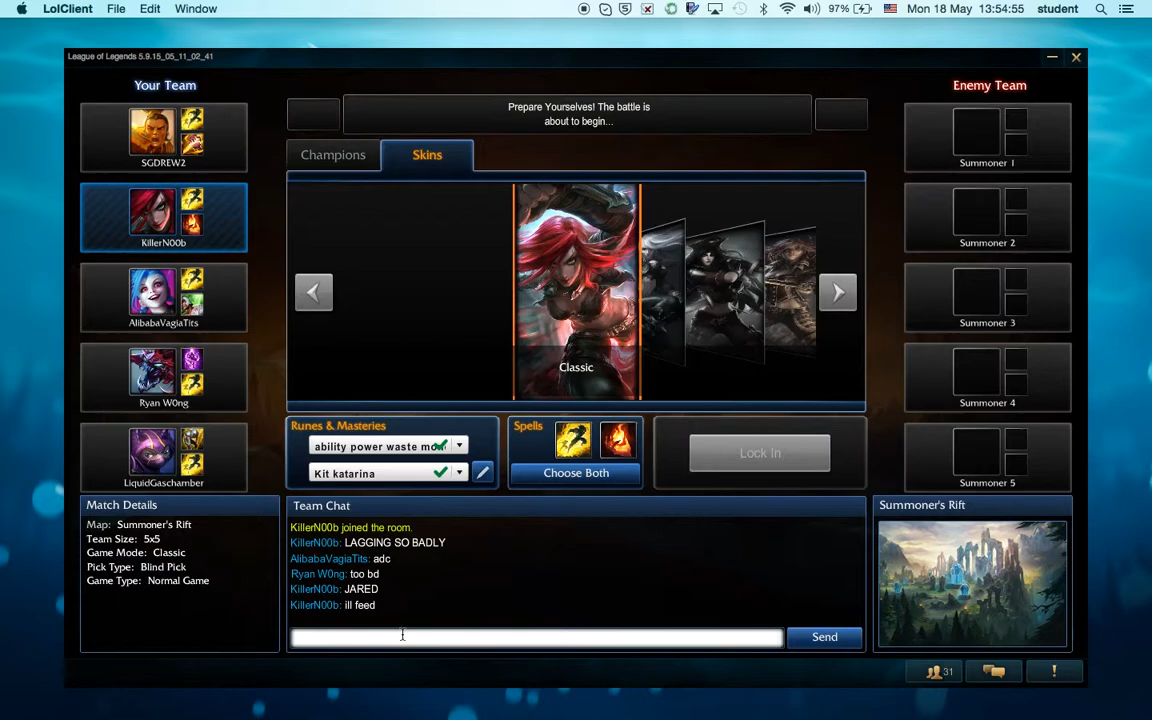 LolClient File Edit Window 97% Mon 18 May 13:54:55 student
League of Legends 5.9.15_05_11_02_41
Your Team
Prepare Yourselves! The battle is
about to begin...
Enemy Team
Champions Skins
SGDREW2
KillerN00b
AlibabaVagiaTits
Ryan W0ng
LiquidGaschamber
Classic
Summoner 1
Summoner 2
Summoner 3
Summoner 4
Summoner 5
Runes & Masteries
ability power waste mo
Kit katarina
Spells
Choose Both
Lock In
Match Details
Map: Summoner's Rift
Team Size: 5x5
Game Mode: Classic
Pick Type: Blind Pick
Game Type: Normal Game
Team Chat
KillerN00b joined the room.
KillerN00b: LAGGING SO BADLY
AlibabaVagiaTits: adc
Ryan W0ng: too bd
KillerN00b: JARED
KillerN00b: ill feed
Send
Summoner's Rift
31